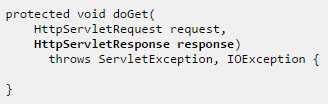 protected void doGet(
    HttpServletRequest request,
    HttpServletResponse response)
      throws ServletException, IOException {
}